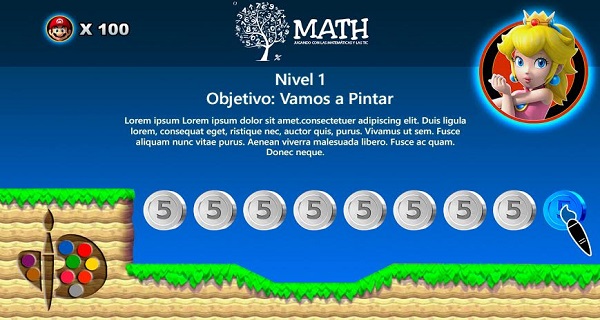 X 100
MATH
JUGANDO CON LAS MATEMÁTICAS Y LAS TIC
Nivel 1
Objetivo: Vamos a Pintar
Lorem ipsum Lorem ipsum dolor sit amet.consectetuer adipiscing elit. Duis ligula
lorem, consequat eget, ristique nec, auctor quis, purus. Vivamus ut sem. Fusce
aliquam nunc vitae purus. Aenean viverra malesuada libero. Fusce ac quam.
Donec neque.
5 5 5 5 5 5 5 5 5